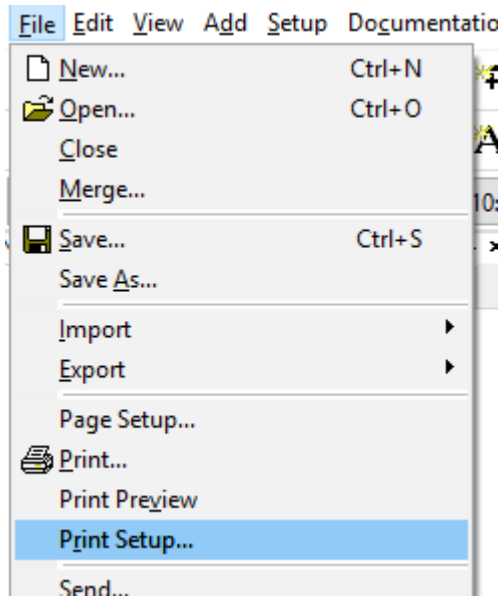 File Edit View Add Setup Documentatio
New... Ctrl+N
Open... Ctrl+O
Close
Merge...
10:
Save... Ctrl+S
Save As...
Import
Export
Page Setup...
Print...
Print Preview
Print Setup...
Send...